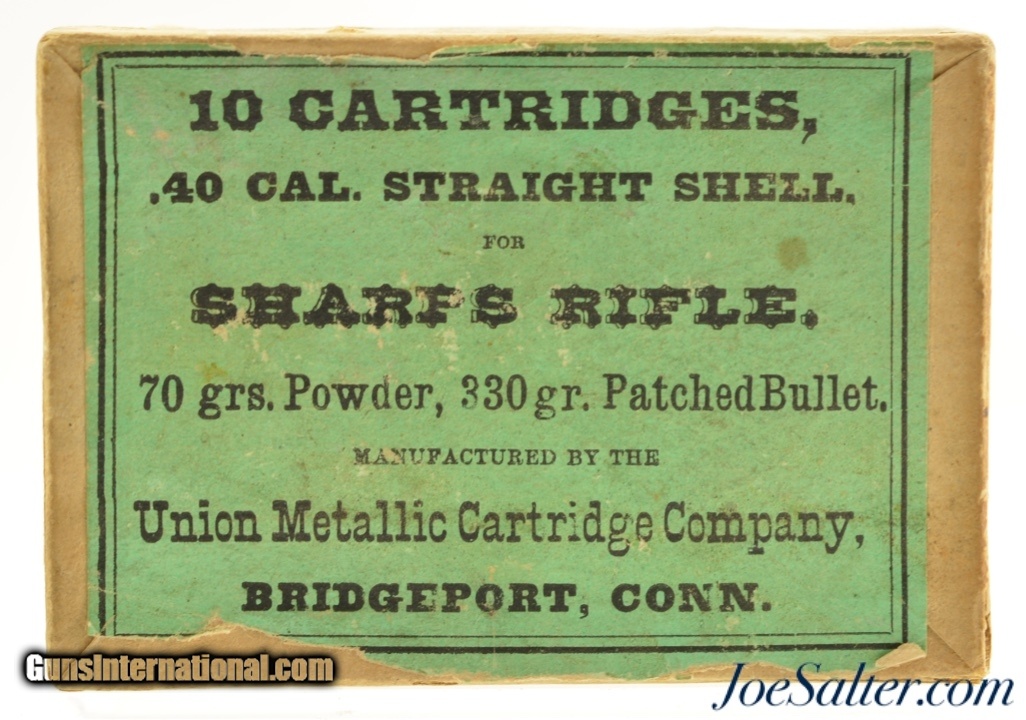 10 CARTRIDGES,
.40 CAL. STRAIGHT SHELL.
FOR
SHARPS RIFLE.
70 grs. Powder, 330 gr. Patched Bullet.
MANUFACTURED BY THE
Union Metallic Cartridge Company,
BRIDGEPORT, CONN.
GunsInternational.com
JoeSalter.com